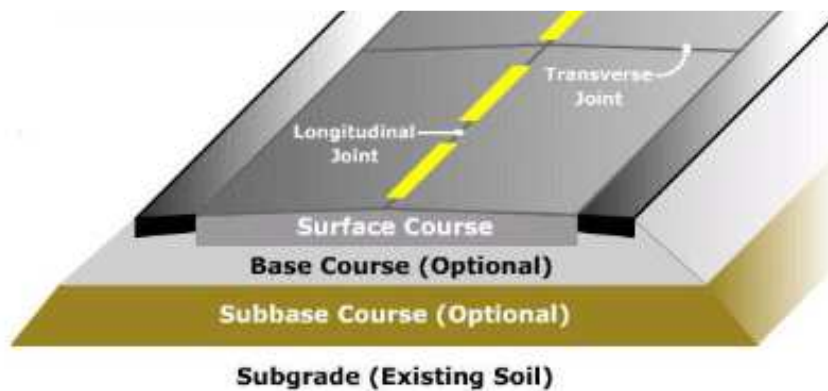 Transverse
Joint
Longitudinal
Joint
Surface Course
Base Course (Optional)
Subbase Course (Optional)
Subgrade (Existing Soil)